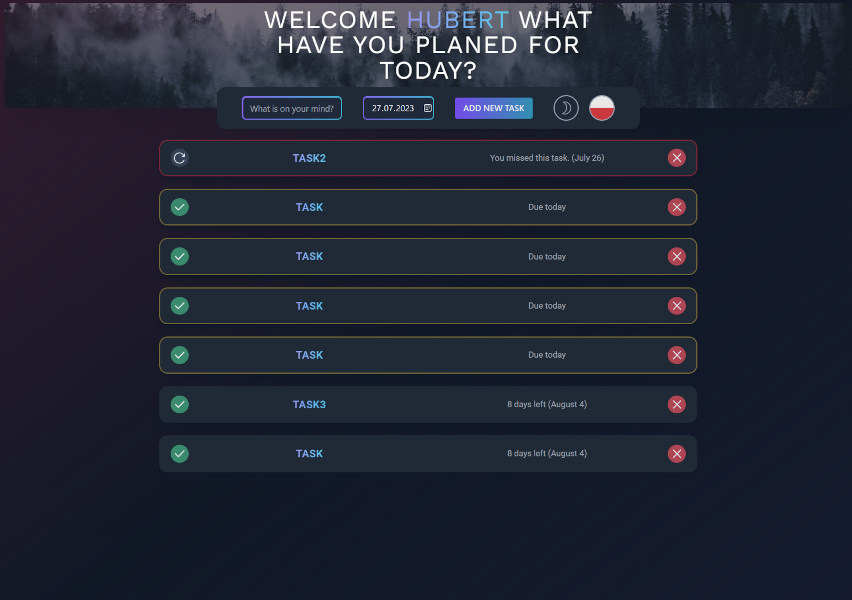 WELCOME HUBERT WHAT
HAVE YOU PLANED FOR
TODAY?
What is on your mind?
27.07.2023
ADD NEW TASK
TASK2
You missed this task. (July 26)
TASK
Due today
TASK
Due today
TASK
Due today
TASK
Due today
TASK3
8 days left (August 4)
TASK
8 days left (August 4)